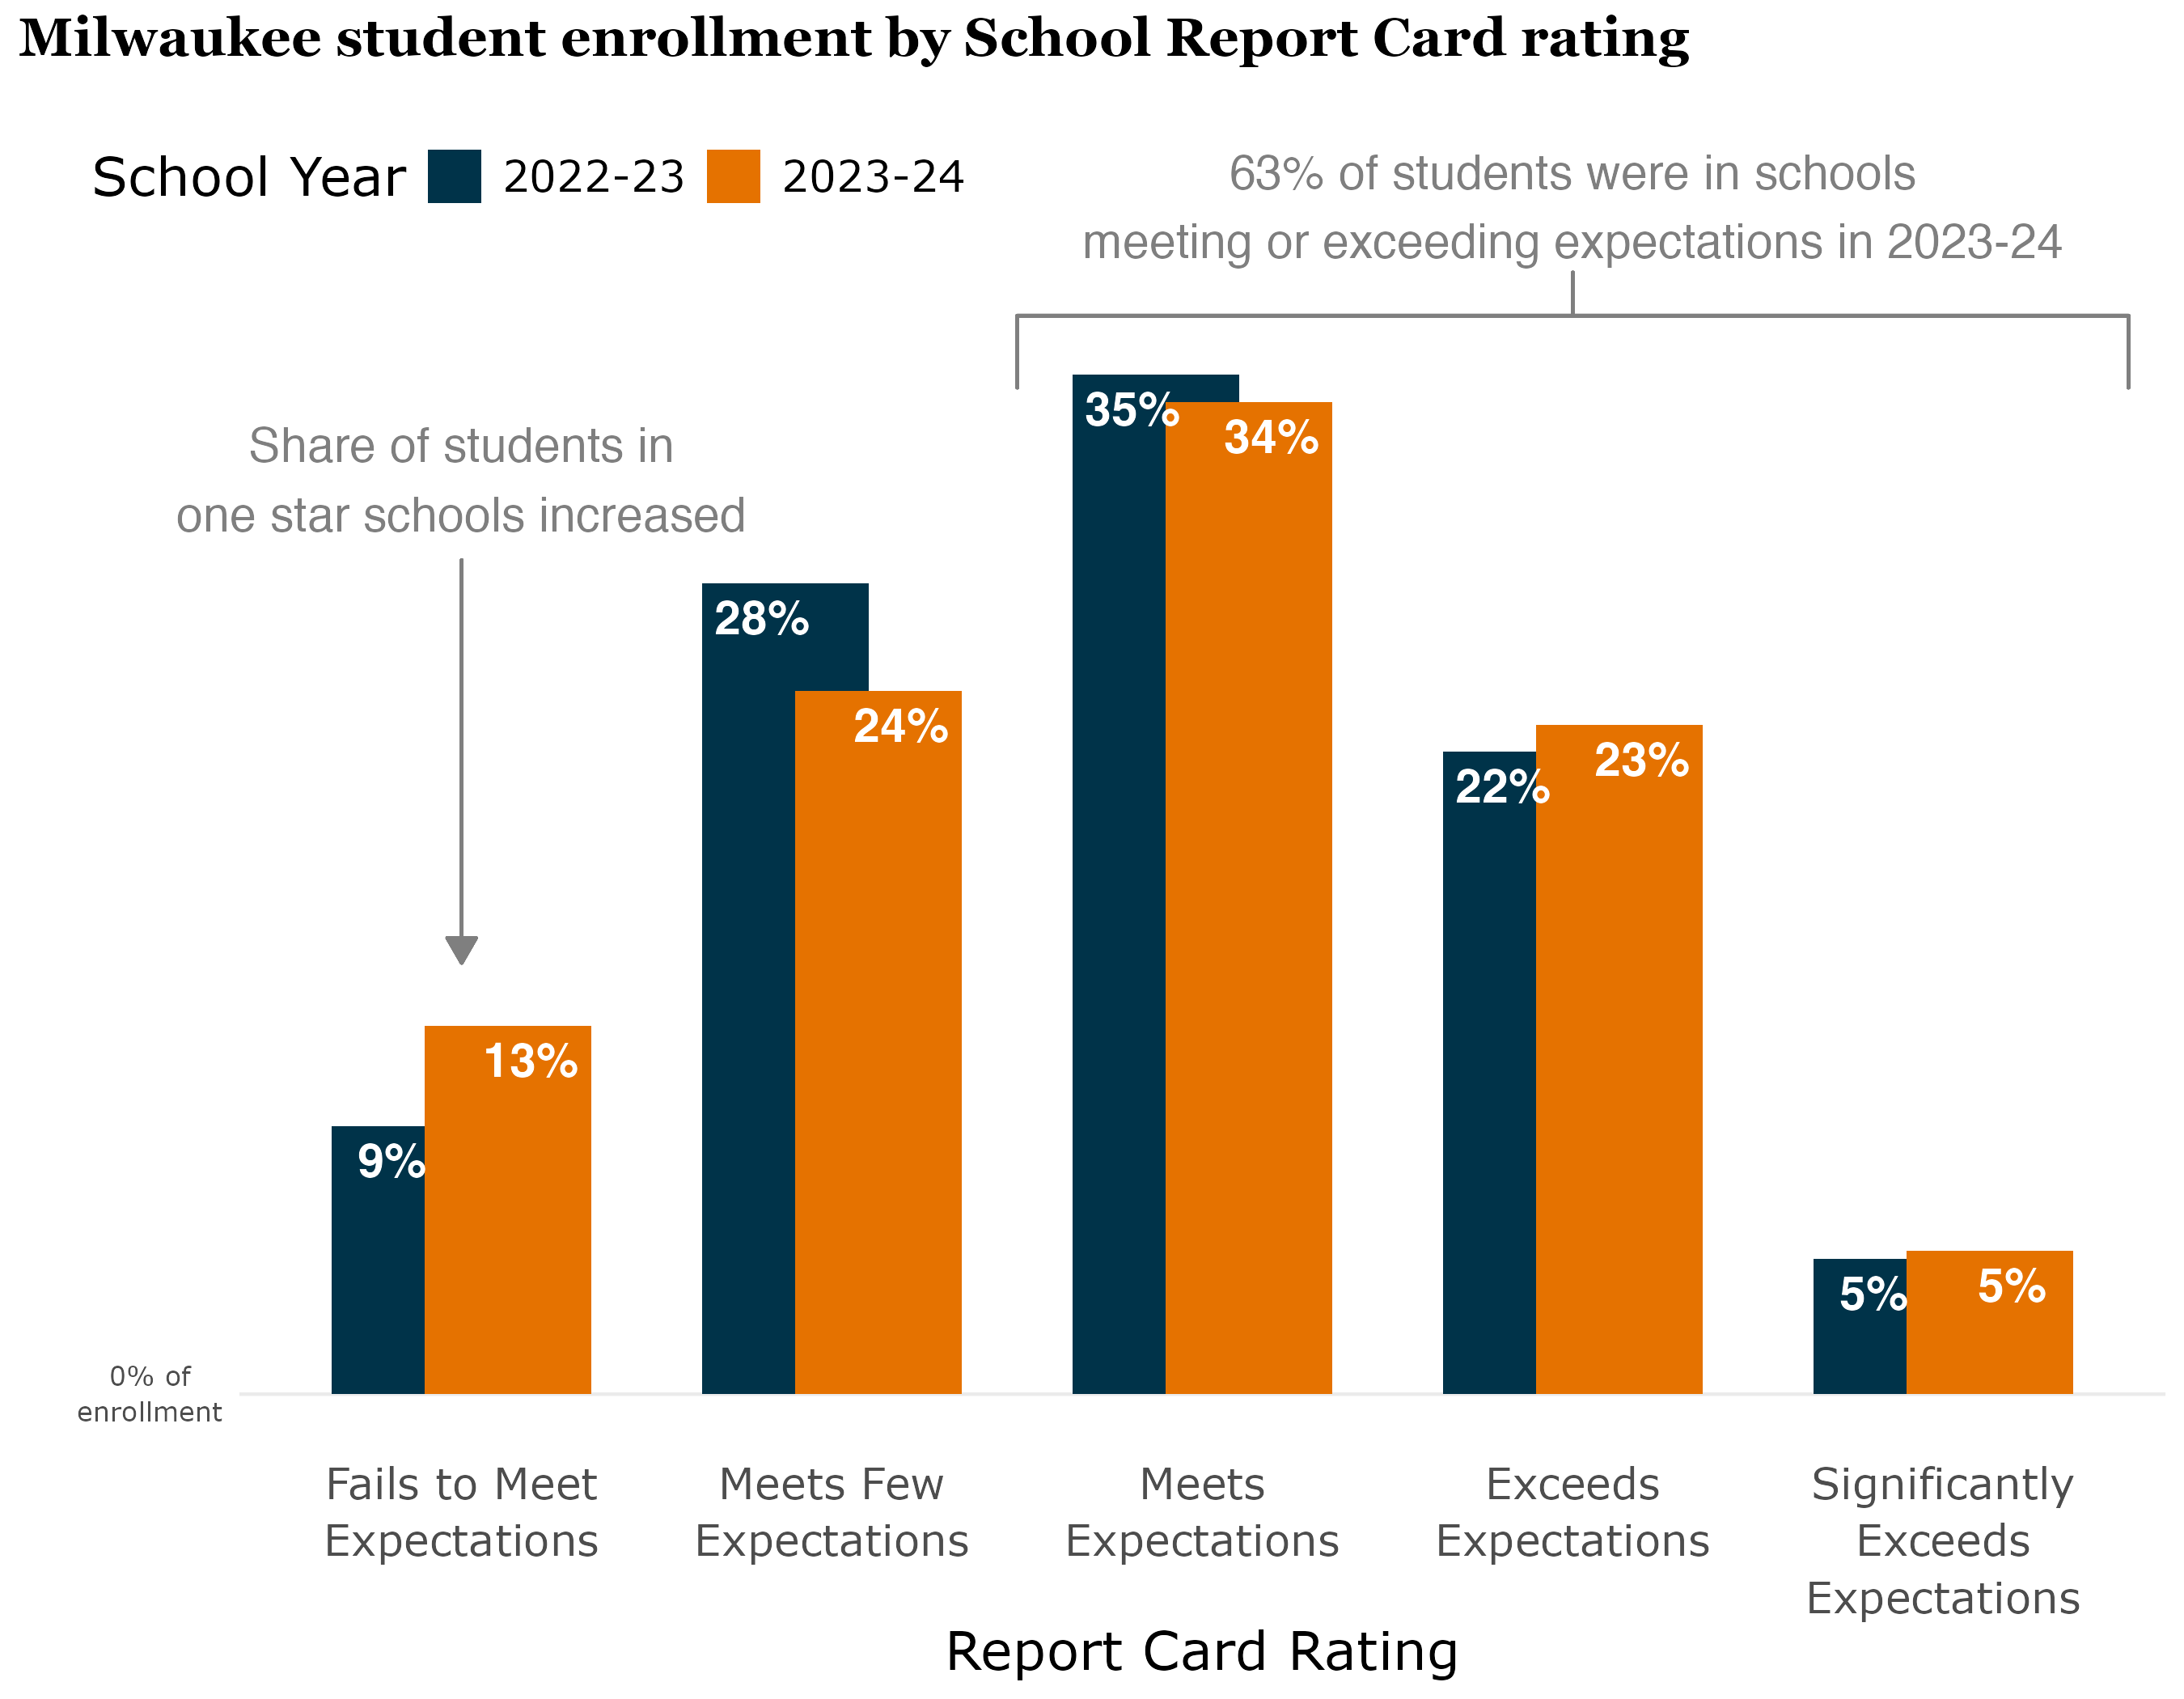 Milwaukee student enrollment by School Report Card rating
School Year 2022-23 2023-24
63% of students were in schools
meeting or exceeding expectations in 2023-24
Share of students in
one star schools increased
35%
34%
28%
24%
22%
23%
9%
13%
5%
5%
0% of
enrollment
Fails to Meet
Expectations
Meets Few
Expectations
Meets
Expectations
Exceeds
Expectations
Significantly
Exceeds
Expectations
Report Card Rating